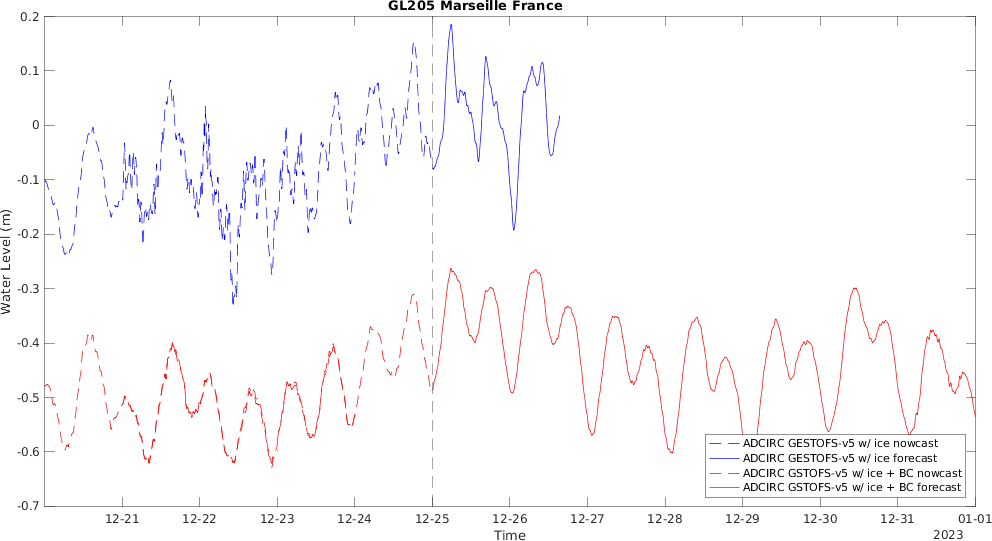 GL205 Marseille France
0.2
0.1
0
-0.1
-0.2
-0.3
-0.4
-0.5
-0.6
-0.7
Water Level (m)
ADCIRC GESTOFS-v5 w/ ice nowcast
ADCIRC GESTOFS-v5 w/ ice forecast
ADCIRC GSTOFS-v5 w/ ice + BC nowcast
ADCIRC GSTOFS-v5 w/ ice + BC forecast
12-21 12-22 12-23 12-24 12-25 12-26 12-27 12-28 12-29 12-30 12-31 01-01
Time
2023